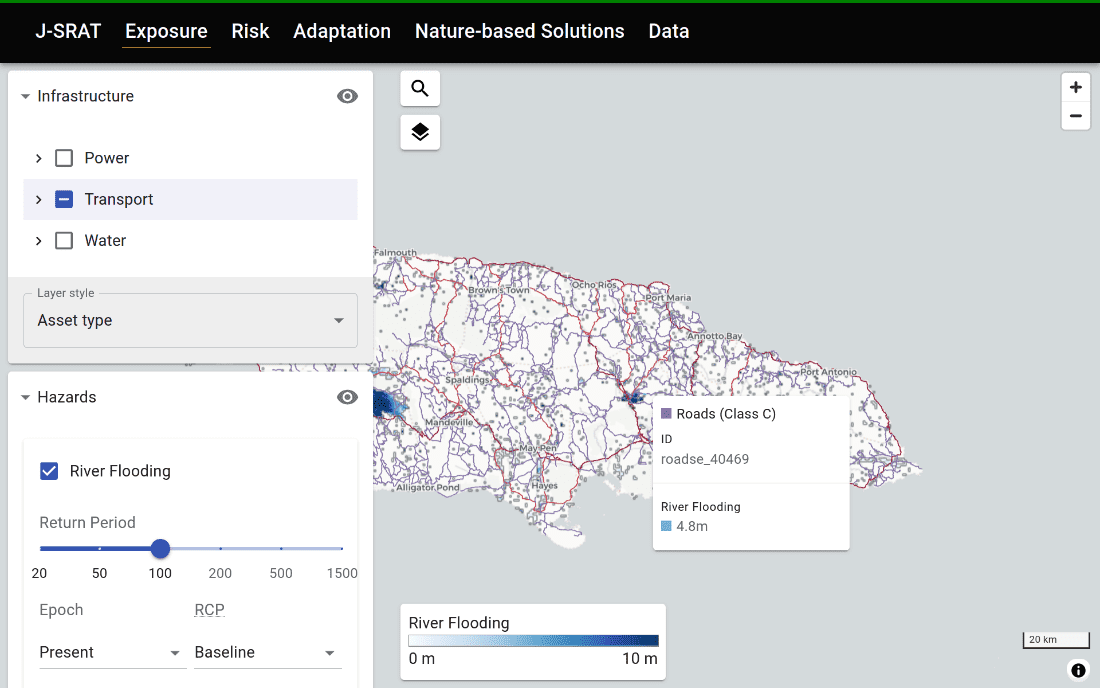 J-SRAT Exposure Risk Adaptation Nature-based Solutions Data
Infrastructure
Power
Transport
Water
Layer style
Asset type
Hazards
River Flooding
Return Period
20 50 100 200 500 1500
Epoch RCP
Present Baseline
Falmouth
Brown's Town
Ocho Rios
Port Maria
Annotto Bay
Port Antonio
Spaldings
Mandeville
May Pen
Hayes
Alligator Pond
Roads (Class C)
ID
roadse_40469
River Flooding
4.8m
River Flooding
0 m 10 m
20 km